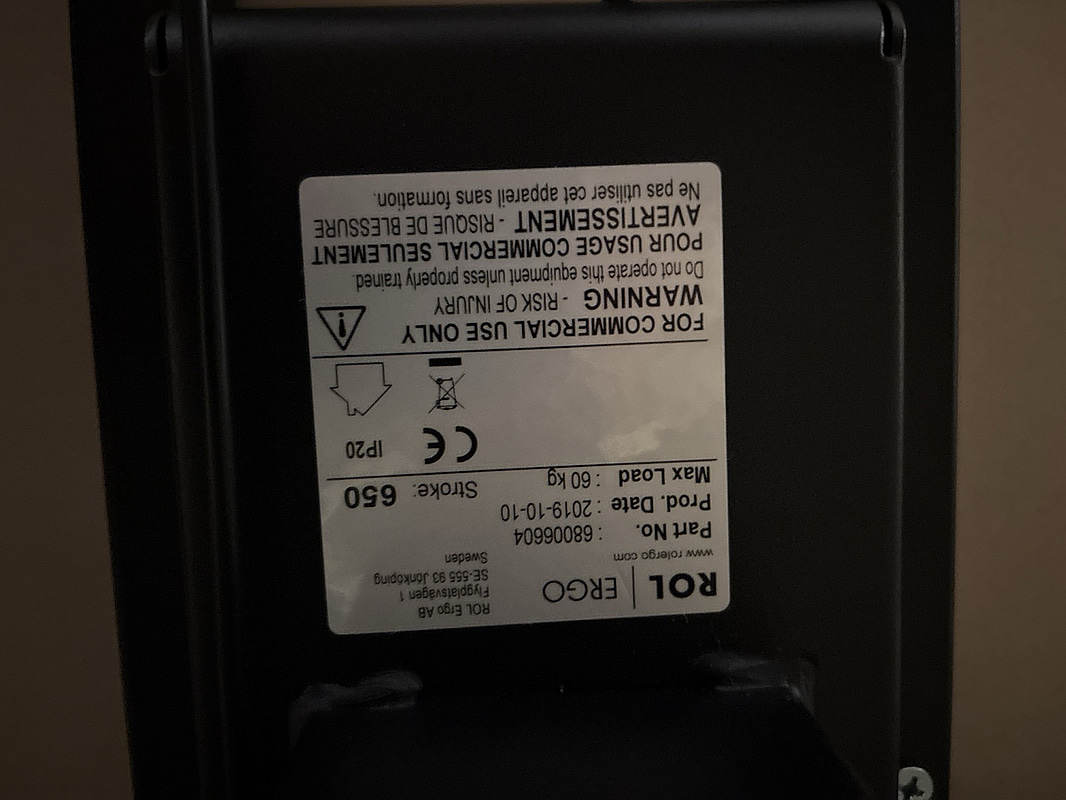 ROL | ERGO
www.rolergo.com
ROL Ergo AB
Flygplatsvägen 1
SE-555 93 Jönköping
Sweden
Part No. : 68006604
Prod. Date : 2019-10-10
Max Load : 60 kg
Stroke: 650
CE IP20
FOR COMMERCIAL USE ONLY
WARNING - RISK OF INJURY
Do not operate this equipment unless properly trained.
POUR USAGE COMMERCIAL SEULEMENT
AVERTISSEMENT - RISQUE DE BLESSURE
Ne pas utiliser cet appareil sans formation.